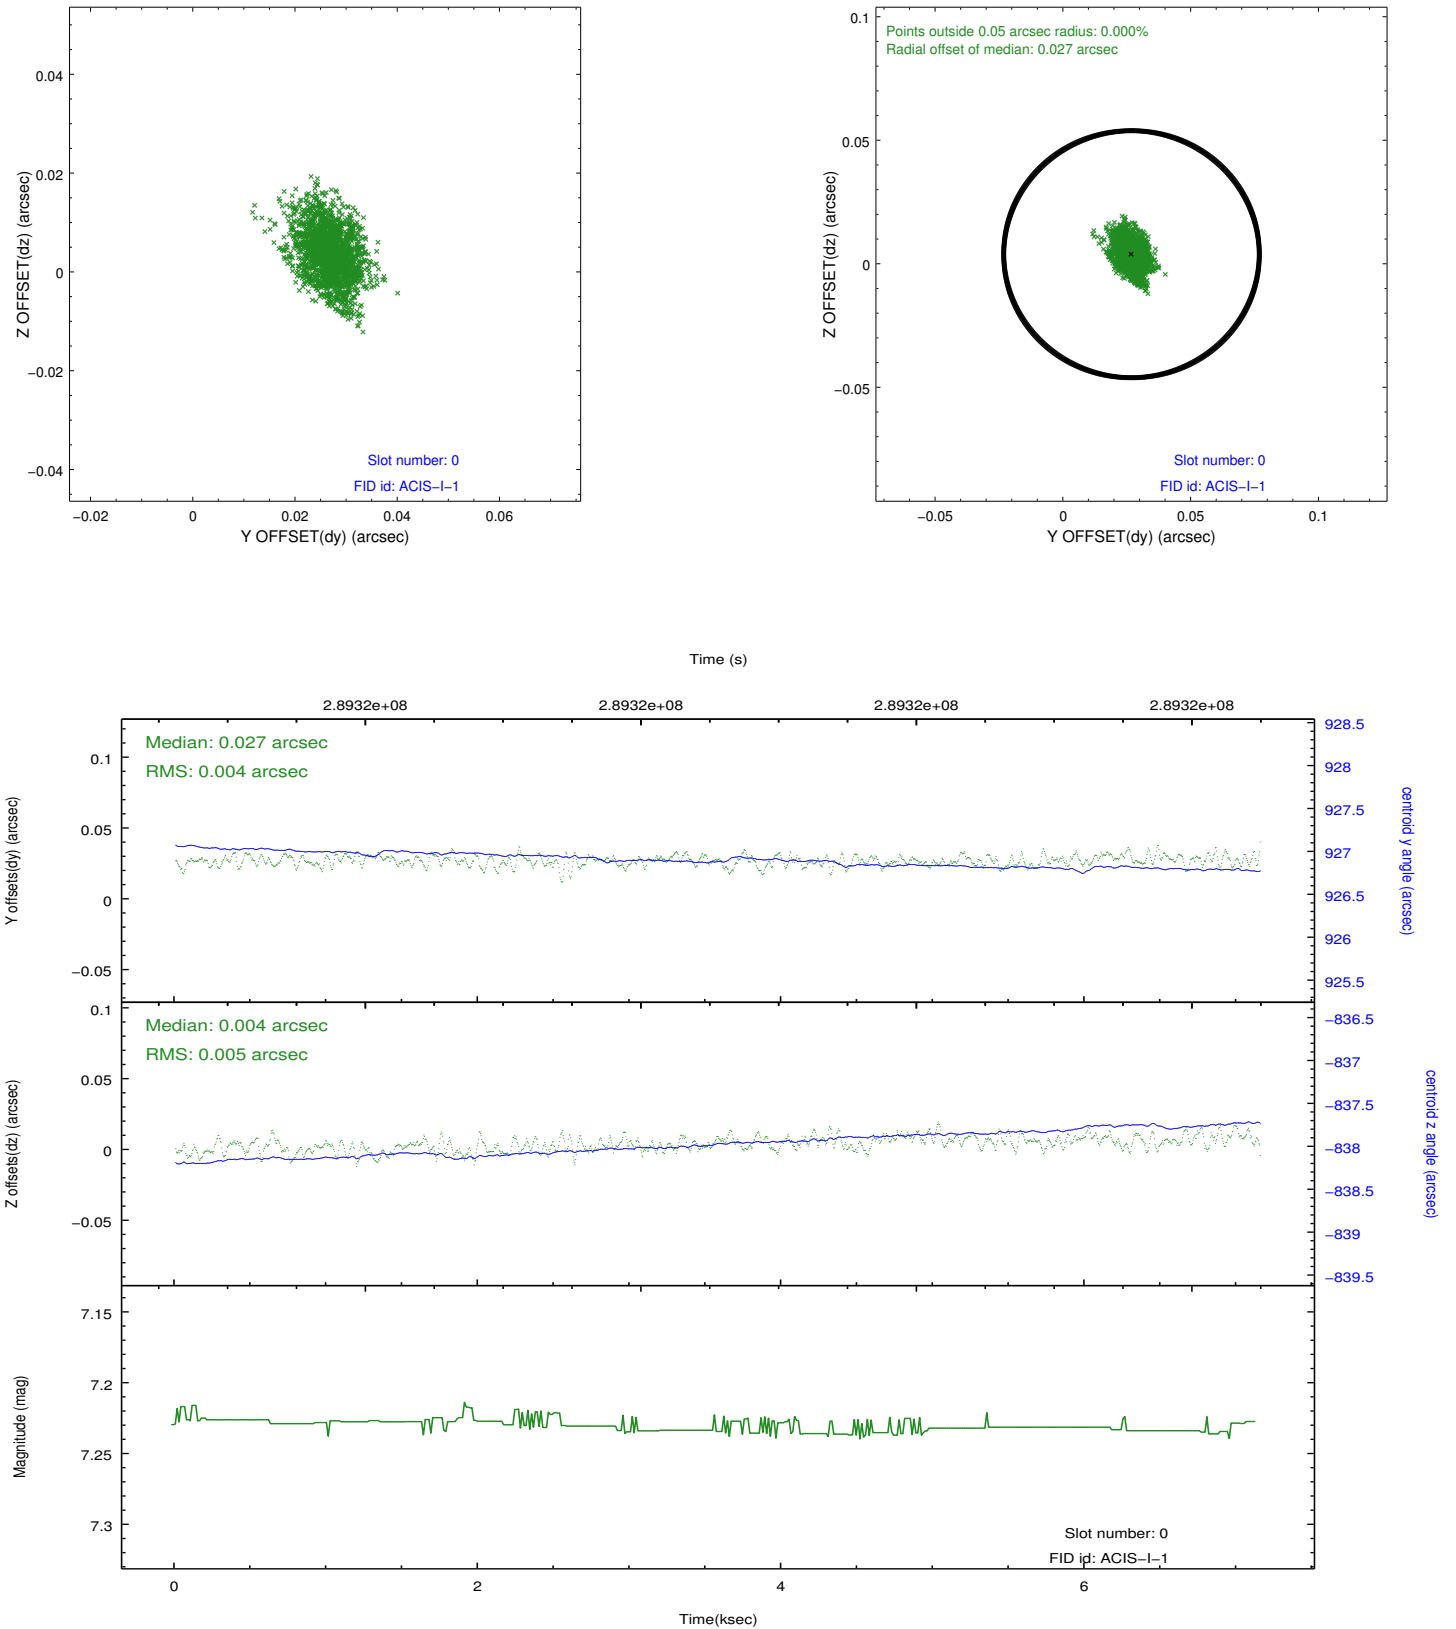 0.04
0.02
0
−0.02
−0.04
Z OFFSET(dz) (arcsec)
Slot number: 0
FID id: ACIS−I−1
−0.02
0
0.02
0.04
0.06
Y OFFSET(dy) (arcsec)
Points outside 0.05 arcsec radius: 0.000%
Radial offset of median: 0.027 arcsec
0.1
0.05
0
−0.05
Z OFFSET(dz) (arcsec)
Slot number: 0
FID id: ACIS−I−1
−0.05
0
0.05
0.1
Y OFFSET(dy) (arcsec)
Time (s)
2.8932e+08
2.8932e+08
2.8932e+08
2.8932e+08
Median: 0.027 arcsec
RMS: 0.004 arcsec
0.1
0.05
0
−0.05
Y offsets(dy) (arcsec)
928.5
928
927.5
927
926.5
926
925.5
centroid y angle (arcsec)
Median: 0.004 arcsec
RMS: 0.005 arcsec
0.1
0.05
0
−0.05
Z offsets(dz) (arcsec)
−836.5
−837
−837.5
−838
−838.5
−839
−839.5
centroid z angle (arcsec)
7.15
7.2
7.25
7.3
Magnitude (mag)
Slot number: 0
FID id: ACIS−I−1
0
2
4
6
Time(ksec)